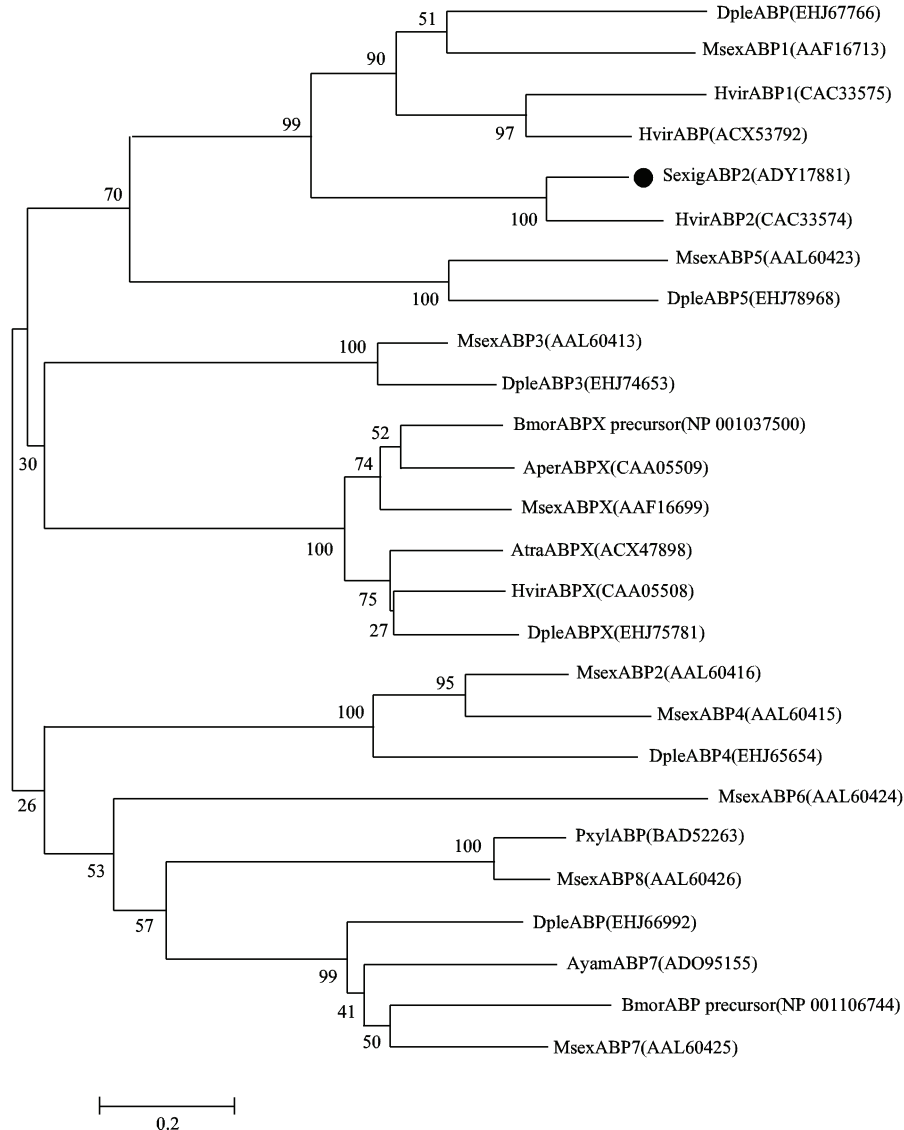 51
DpleABP(EHJ67766)
MsexABP1(AAF16713)
90
HvirABP1(CAC33575)
99
97
HvirABP(ACX53792)
SexigABP2(ADY17881)
70
100
HvirABP2(CAC33574)
MsexABP5(AAL60423)
100
DpleABP5(EHJ78968)
100
MsexABP3(AAL60413)
DpleABP3(EHJ74653)
BmorABPX precursor(NP 001037500)
52
30
74
AperABPX(CAA05509)
MsexABPX(AAF16699)
100
AtraABPX(ACX47898)
75
HvirABPX(CAA05508)
27
DpleABPX(EHJ75781)
MsexABP2(AAL60416)
95
100
MsexABP4(AAL60415)
DpleABP4(EHJ65654)
26
MsexABP6(AAL60424)
PxylABP(BAD52263)
100
53
MsexABP8(AAL60426)
57
DpleABP(EHJ66992)
AyamABP7(ADO95155)
99
41
BmorABP precursor(NP 001106744)
50
MsexABP7(AAL60425)
0.2